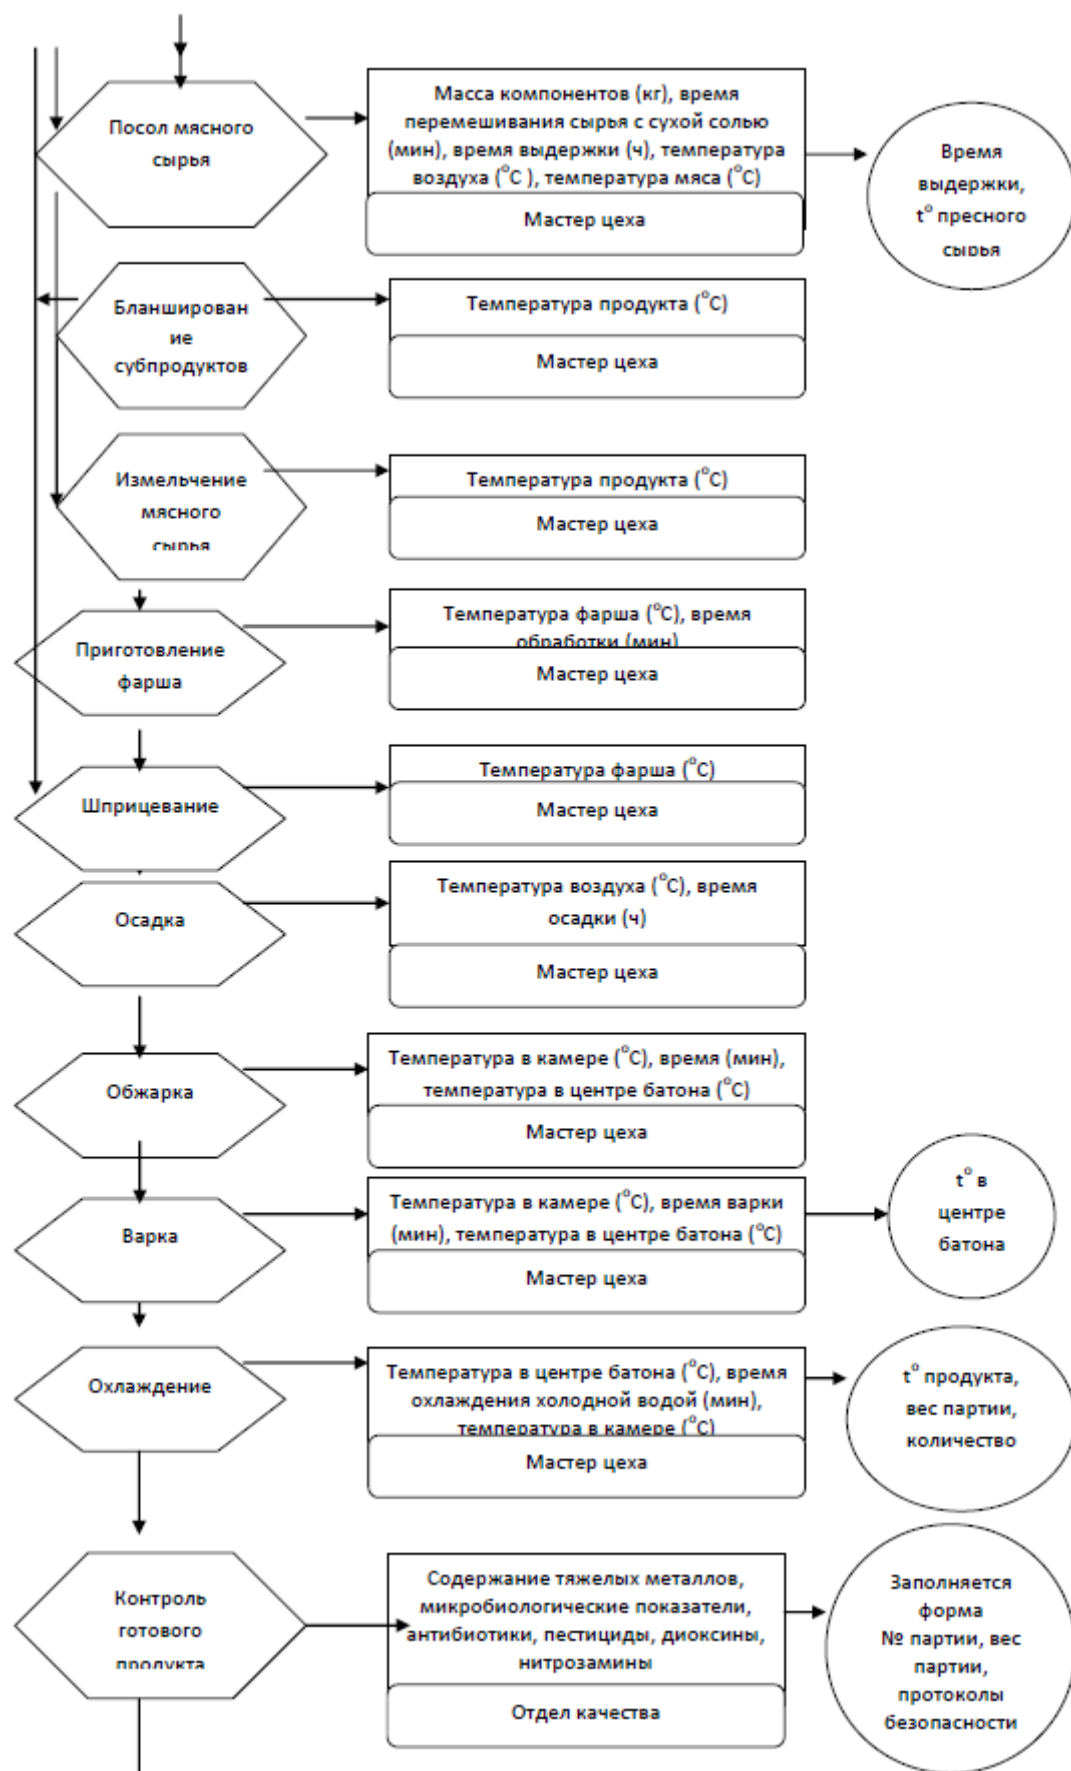 Посол мясного
сырья
Масса компонентов (кг), время
перемешивания сырья с сухой солью
(мин), время выдержки (ч), температура
воздуха (°С ), температура мяса (°С)
Мастер цеха
Время
выдержки,
t° пресного
сырья
Бланширован
ие
субпродуктов
Температура продукта (°С)
Мастер цеха
Измельчение
мясного
сырья
Температура продукта (°С)
Мастер цеха
Приготовление
фарша
Температура фарша (°С), время
обработки (мин)
Мастер цеха
Шприцевание
Температура фарша (°С)
Мастер цеха
Осадка
Температура воздуха (°С), время
осадки (ч)
Мастер цеха
Обжарка
Температура в камере (°С), время (мин),
температура в центре батона (°С)
Мастер цеха
Варка
Температура в камере (°С), время варки
(мин), температура в центре батона (°С)
Мастер цеха
t° в
центре
батона
Охлаждение
Температура в центре батона (°С), время
охлаждения холодной водой (мин),
температура в камере (°С)
Мастер цеха
t° продукта,
вес партии,
количество
Контроль
готового
продукта
Содержание тяжелых металлов,
микробиологические показатели,
антибиотики, пестициды, диоксины,
нитрозамины
Отдел качества
Заполняется
форма
№ партии, вес
партии,
протоколы
безопасности